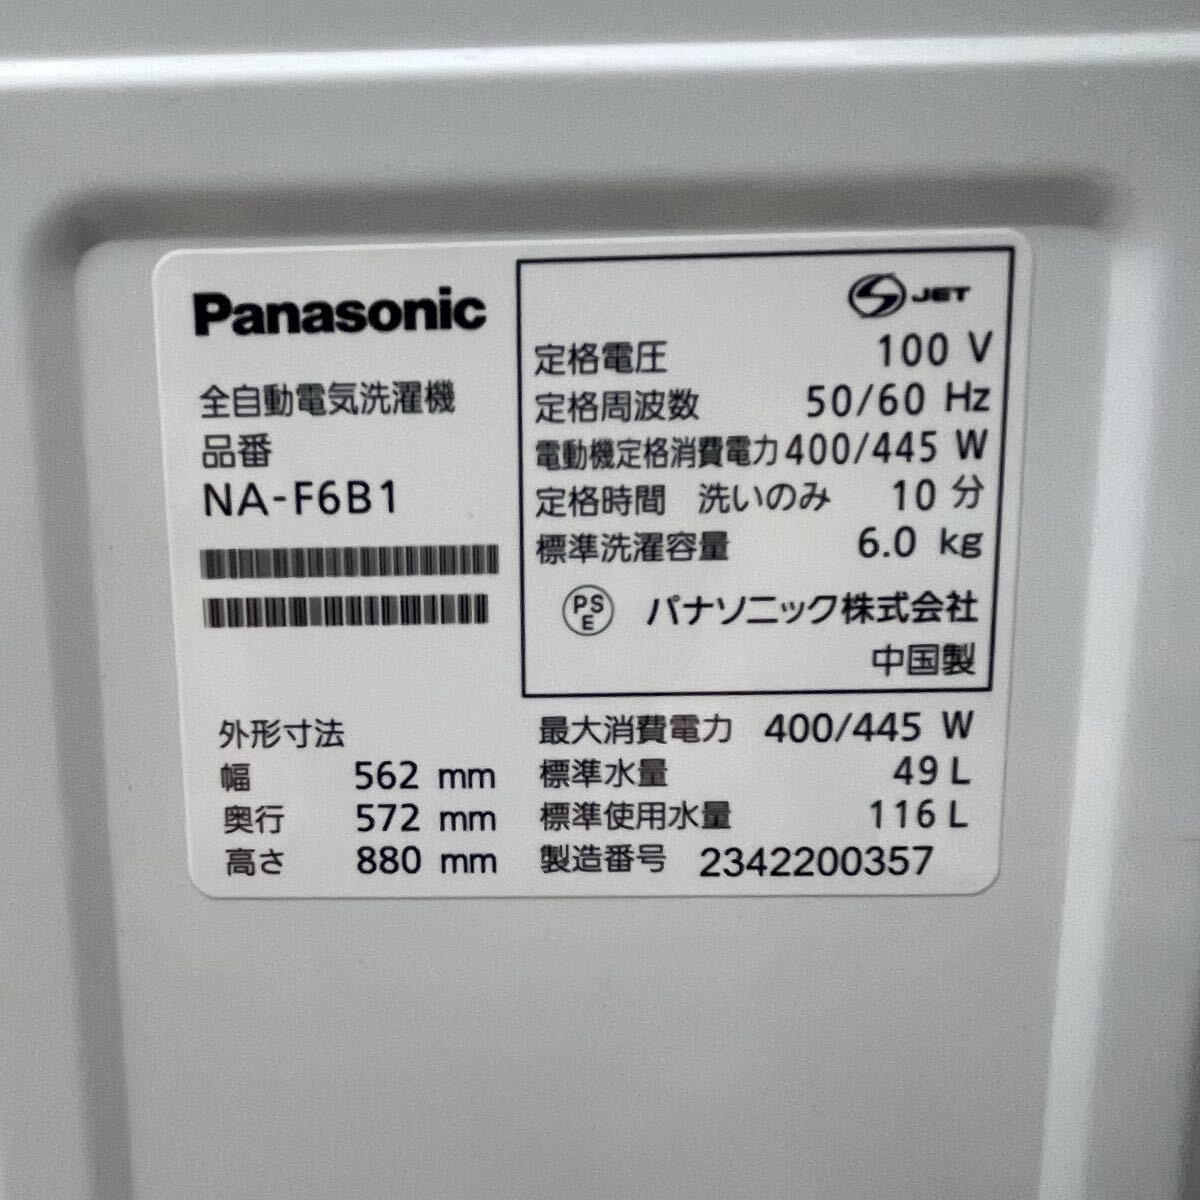 Panasonic
全自動電気洗濯機
品番
NA-F6B1
JET
定格電圧 100 V
定格周波数 50/60 Hz
電動機定格消費電力 400/445 W
定格時間 洗いのみ 10 分
標準洗濯容量 6.0 kg
PSE パナソニック株式会社
中国製
外形寸法
幅 562 mm
奥行 572 mm
高さ 880 mm
最大消費電力 400/445 W
標準水量 49 L
標準使用水量 116 L
製造番号 2342200357